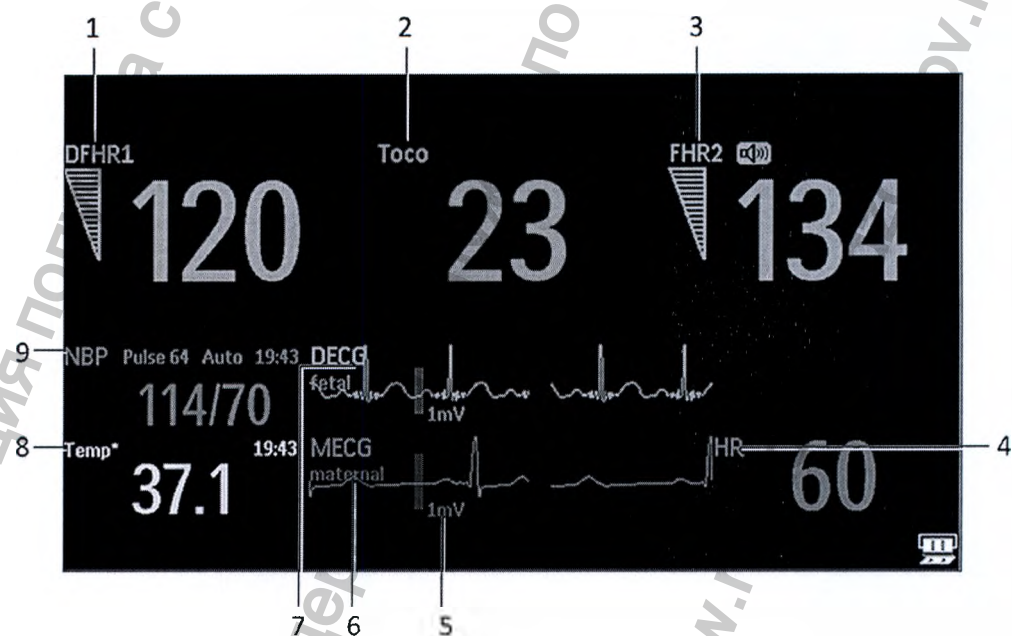 1 2 3
DFHR1 Toco FHR2
120 23 134
9 NBP Pulse 64 Auto 19:43 DECG
fetal
114/70
1mV
8 Temp* 19:43 MECG HR 4
37.1 maternal 60
1mV
7 6 5